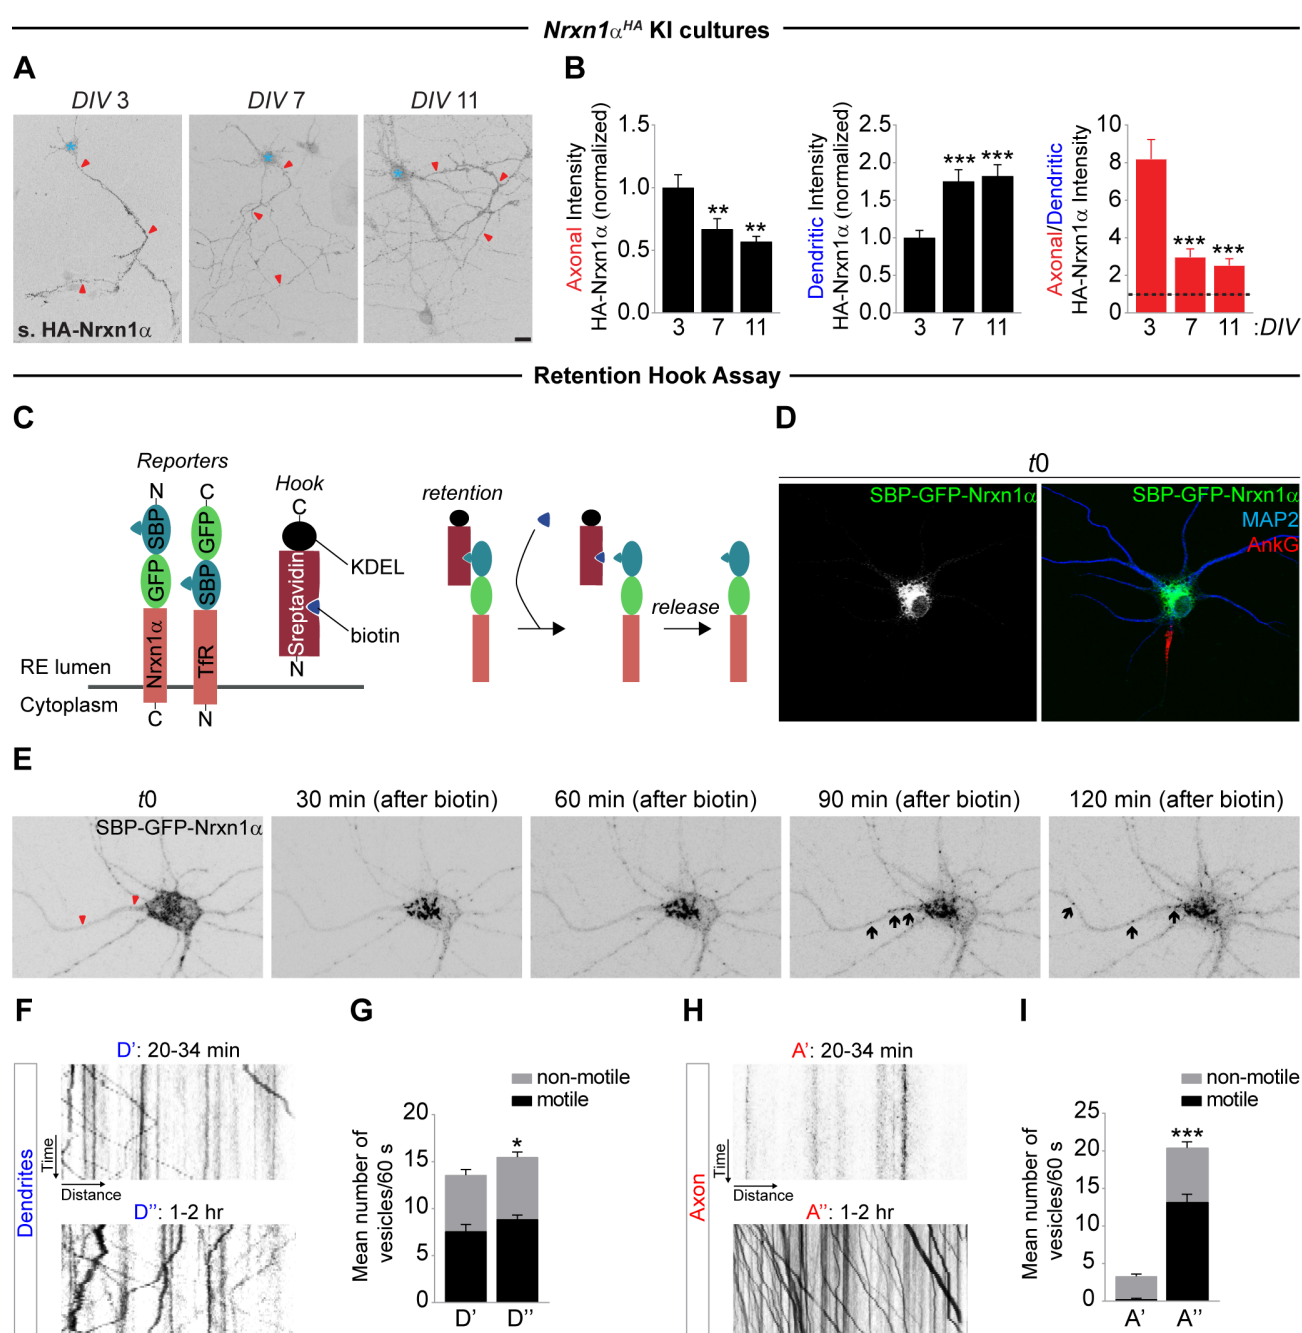 Nrxn1αHA KI cultures
A
DIV 3
DIV 7
DIV 11
s. HA-Nrxn1α
B
Axonal Intensity
HA-Nrxn1α (normalized)
1.5
1.0
0.5
0.0
3 7 11
**
**
Dendritic Intensity
HA-Nrxn1α (normalized)
2.5
2.0
1.5
1.0
0.5
0.0
3 7 11
***
***
Axonal/Dendritic
HA-Nrxn1α Intensity
10
8
6
4
2
0
3 7 11 :DIV
***
***
Retention Hook Assay
C
Reporters
N
C
SBP
GFP
Nrxn1α
C
GFP
SBP
TfR
N
Hook
C
Sreptavidin
N
KDEL
biotin
RE lumen
Cytoplasm
retention
release
D
t0
SBP-GFP-Nrxn1α
SBP-GFP-Nrxn1α
MAP2
AnkG
E
t0
30 min (after biotin)
60 min (after biotin)
90 min (after biotin)
120 min (after biotin)
SBP-GFP-Nrxn1α
F
Dendrites
D’: 20-34 min
Time
Distance
D’’: 1-2 hr
G
non-motile
motile
Mean number of
vesicles/60 s
20
15
10
5
0
*
D’ D’’
H
Axon
A’: 20-34 min
Time
Distance
A’’: 1-2 hr
I
non-motile
motile
Mean number of
vesicles/60 s
25
20
15
10
5
0
***
A’ A’’